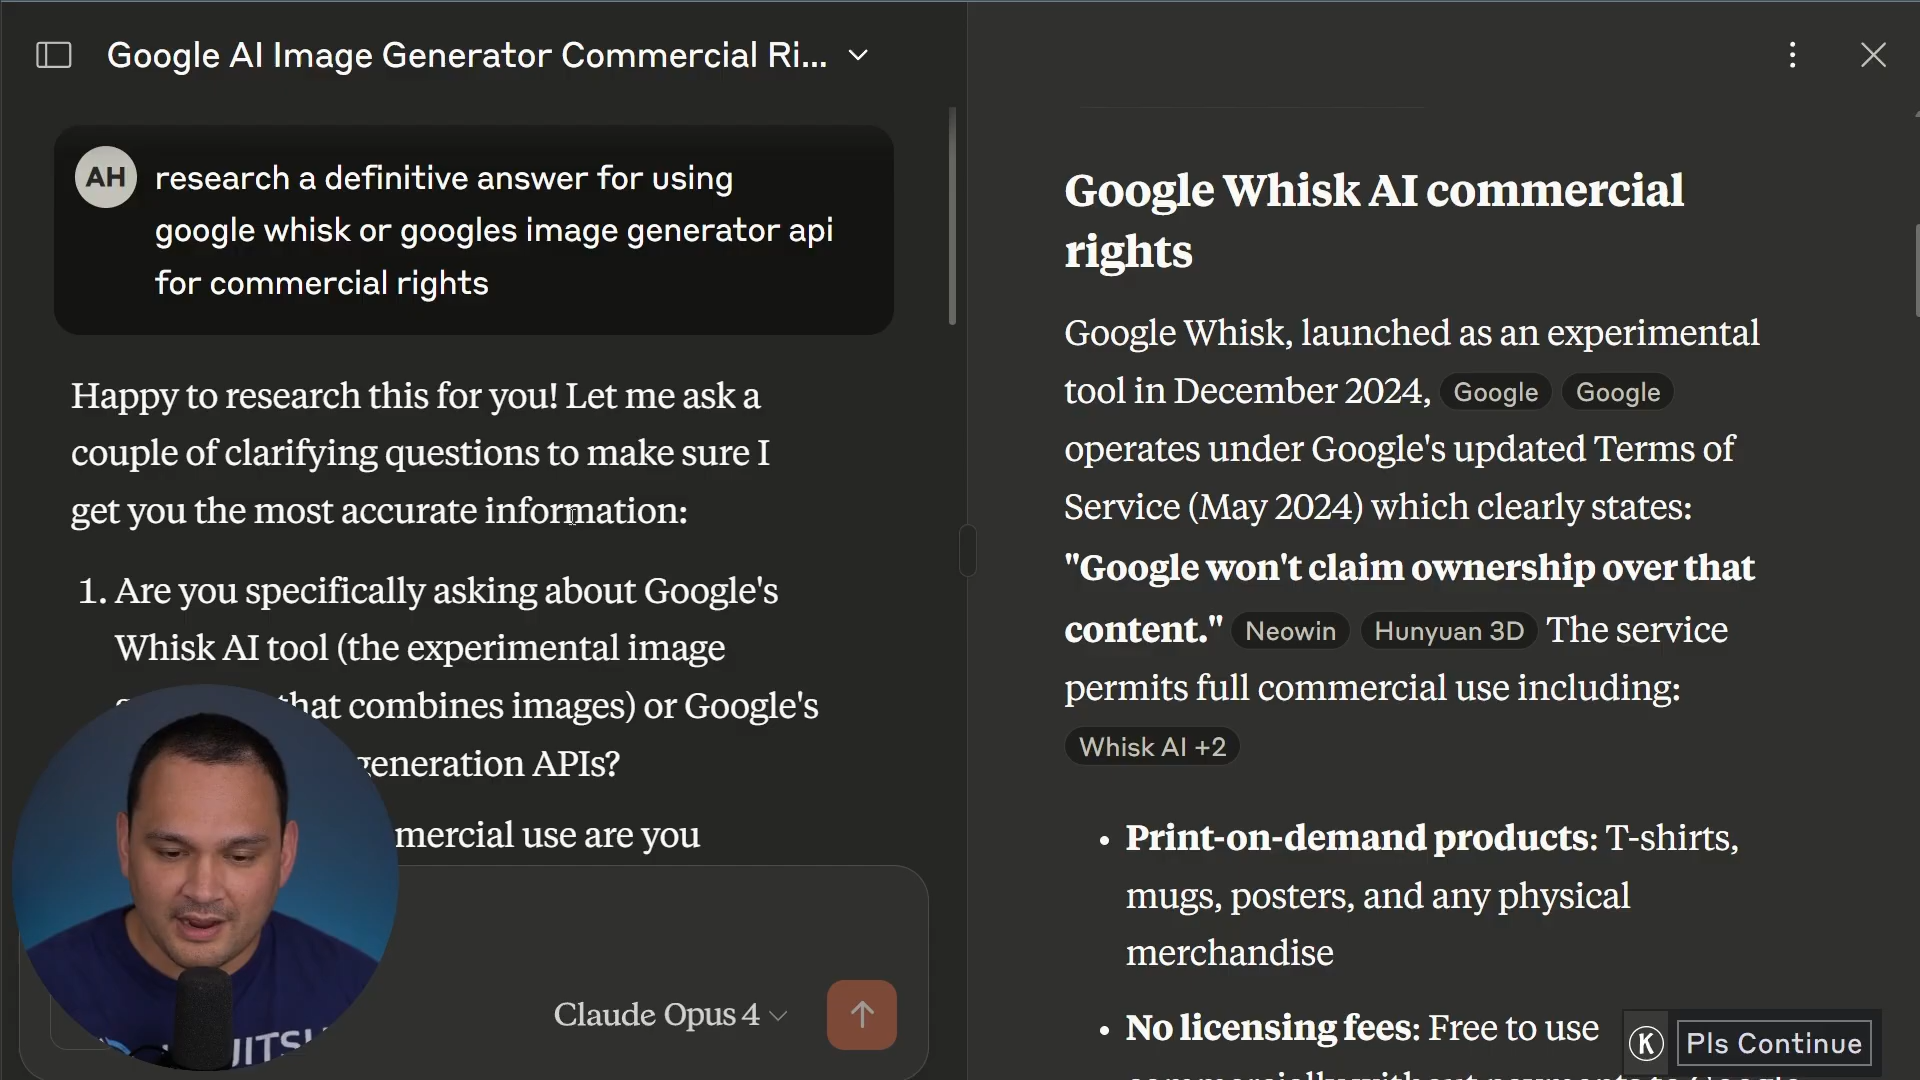 Google AI Image Generator Commercial Ri...
AH
research a definitive answer for using
google whisk or googles image generator api
for commercial rights
Happy to research this for you! Let me ask a
couple of clarifying questions to make sure I
get you the most accurate information:
1. Are you specifically asking about Google's
Whisk AI tool (the experimental image
that combines images) or Google's
generation APIs?
mercial use are you
Claude Opus 4
Google Whisk AI commercial
rights
Google Whisk, launched as an experimental
tool in December 2024, Google Google
operates under Google's updated Terms of
Service (May 2024) which clearly states:
"Google won't claim ownership over that
content." Neowin Hunyuan 3D The service
permits full commercial use including:
Whisk AI +2
• Print-on-demand products: T-shirts,
mugs, posters, and any physical
merchandise
• No licensing fees: Free to use
K Pls Continue